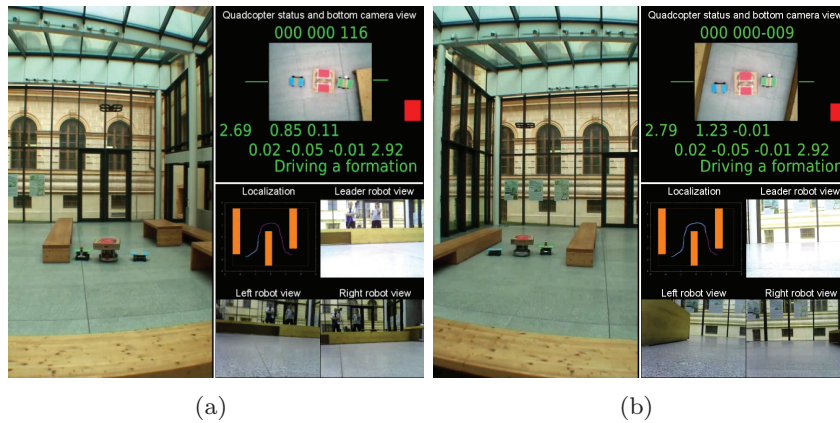 Quadcopter status and bottom camera view
000 000 116
2.69 0.85 0.11
0.02 -0.05 -0.01 2.92
Driving a formation
Localization
Leader robot view
Left robot view
Right robot view
(a)
Quadcopter status and bottom camera view
000 000-009
2.79 1.23 -0.01
0.02 -0.05 -0.01 2.92
Driving a formation
Localization
Leader robot view
Left robot view
Right robot view
(b)